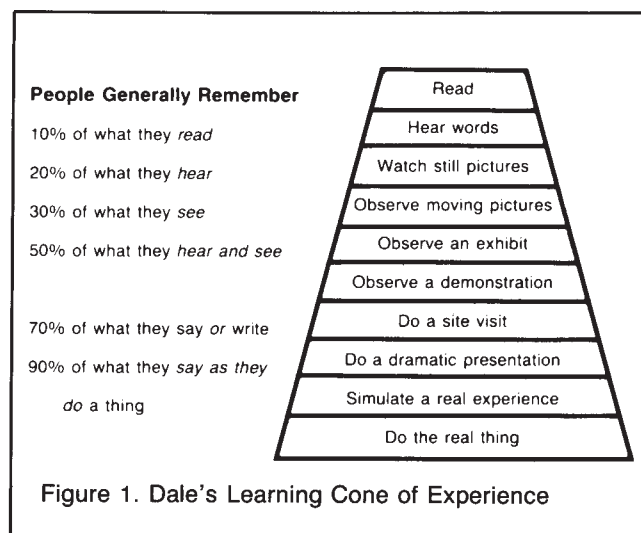 People Generally Remember
10% of what they read
20% of what they hear
30% of what they see
50% of what they hear and see
70% of what they say or write
90% of what they say as they
do a thing
Read
Hear words
Watch still pictures
Observe moving pictures
Observe an exhibit
Observe a demonstration
Do a site visit
Do a dramatic presentation
Simulate a real experience
Do the real thing
Figure 1. Dale's Learning Cone of Experience